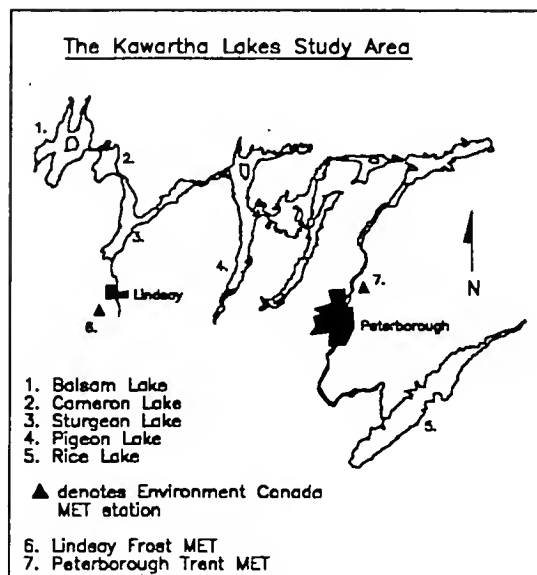 The Kawartha Lakes Study Area
1.
2.
3.
4.
Lindsay
6.
7.
N
Peterborough
5.
1. Balsam Lake
2. Cameron Lake
3. Sturgeon Lake
4. Pigeon Lake
5. Rice Lake
▲ denotes Environment Canada
MET station
6. Lindsay Frost MET
7. Peterborough Trent MET